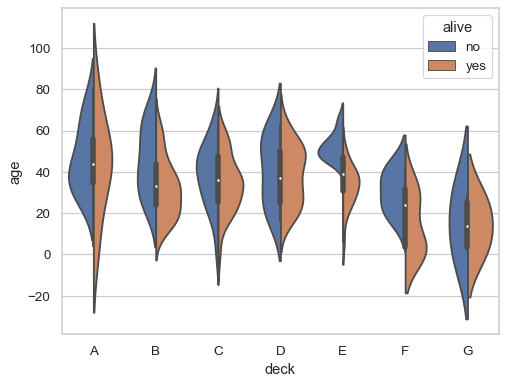 alive
no
yes
100
80
60
40
20
0
−20
age
A B C D E F G
deck